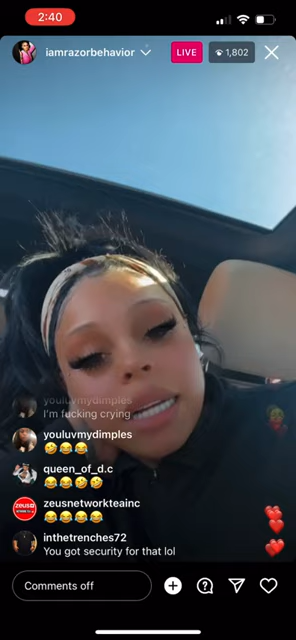 2:40
iamrazorbehavior
LIVE
1,802
youluvmydimples
I'm fucking crying
youluvmydimples
🤣😂😂
queen_of_d.c
😂😂🤣🤣
ZEUS
zeusnetworkteainc
😂😂😂😂
inthetrenches72
You got security for that lol
Comments off